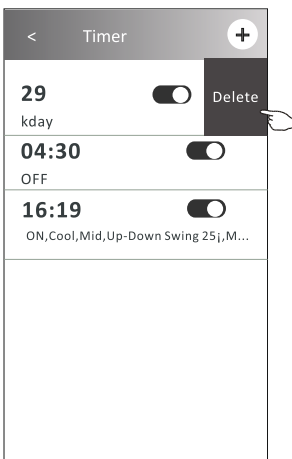 < Timer +
29 Delete
kday
04:30
OFF
16:19
ON,Cool,Mid,Up-Down Swing 25¡,M...